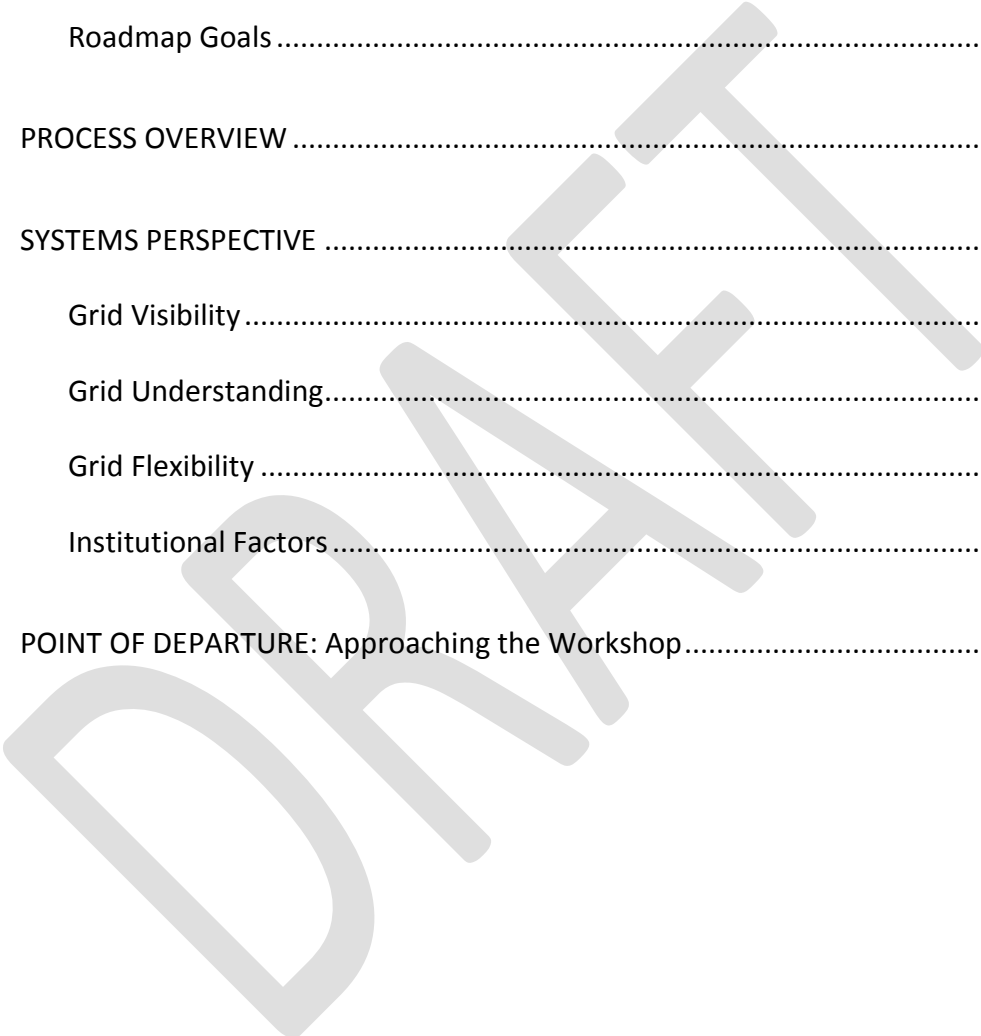 Roadmap Goals ........................................................................................
PROCESS OVERVIEW ......................................................................................
SYSTEMS PERSPECTIVE ..................................................................................
Grid Visibility ............................................................................................
Grid Understanding..................................................................................
Grid Flexibility ..........................................................................................
Institutional Factors .................................................................................
POINT OF DEPARTURE: Approaching the Workshop.....................................
DRAFT